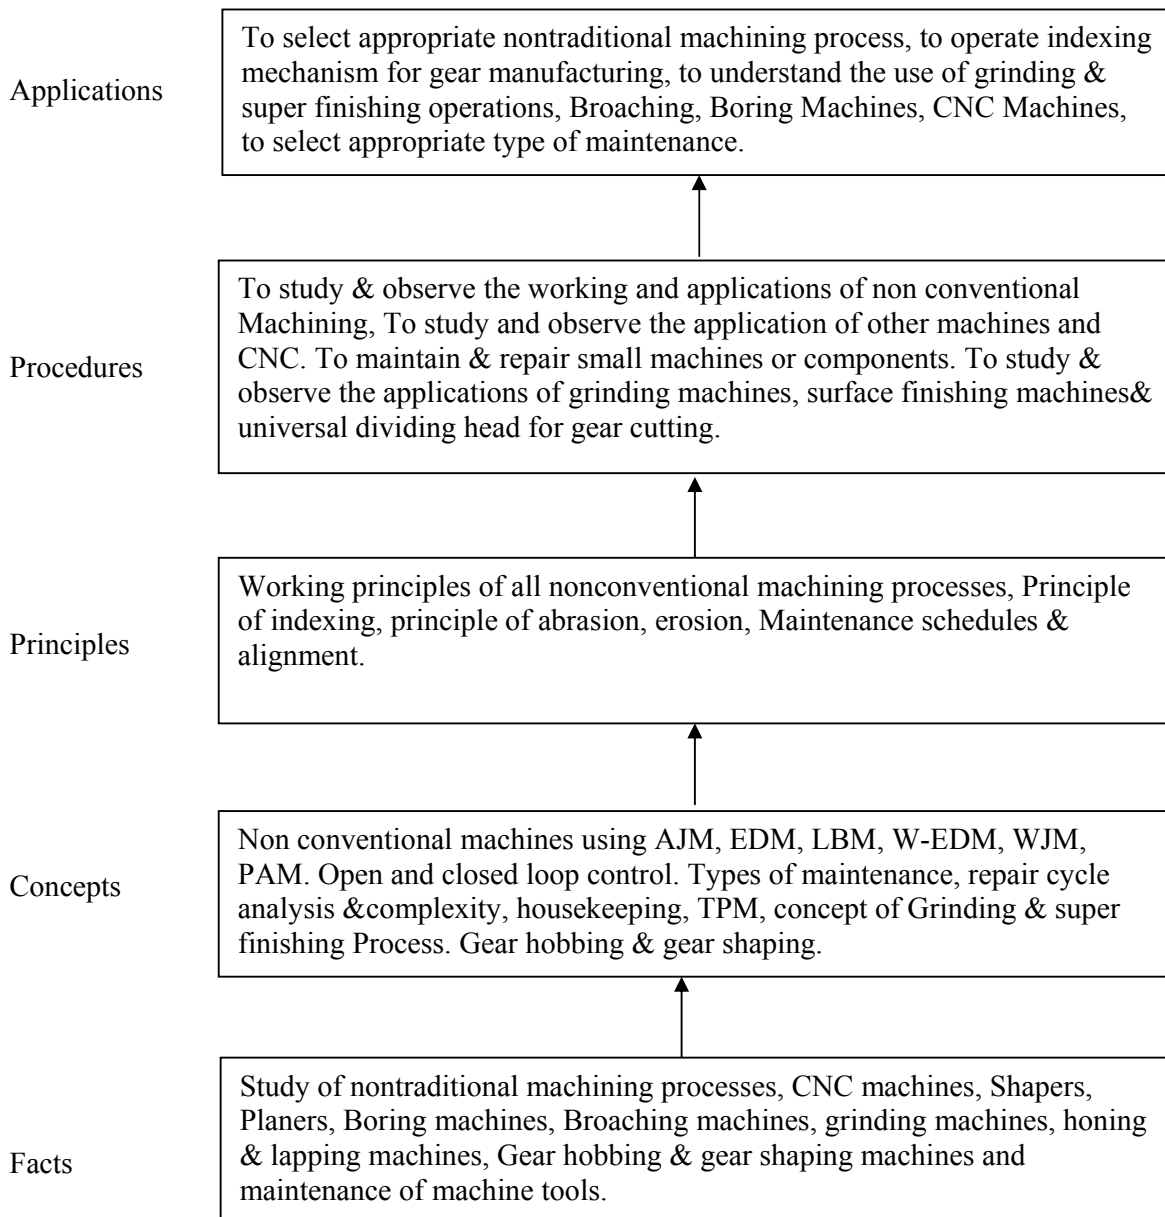 Applications
To select appropriate nontraditional machining process, to operate indexing
mechanism for gear manufacturing, to understand the use of grinding &
super finishing operations, Broaching, Boring Machines, CNC Machines,
to select appropriate type of maintenance.
Procedures
To study & observe the working and applications of non conventional
Machining, To study and observe the application of other machines and
CNC. To maintain & repair small machines or components. To study &
observe the applications of grinding machines, surface finishing machines&
universal dividing head for gear cutting.
Principles
Working principles of all nonconventional machining processes, Principle
of indexing, principle of abrasion, erosion, Maintenance schedules &
alignment.
Concepts
Non conventional machines using AJM, EDM, LBM, W-EDM, WJM,
PAM. Open and closed loop control. Types of maintenance, repair cycle
analysis &complexity, housekeeping, TPM, concept of Grinding & super
finishing Process. Gear hobbing & gear shaping.
Facts
Study of nontraditional machining processes, CNC machines, Shapers,
Planers, Boring machines, Broaching machines, grinding machines, honing
& lapping machines, Gear hobbing & gear shaping machines and
maintenance of machine tools.